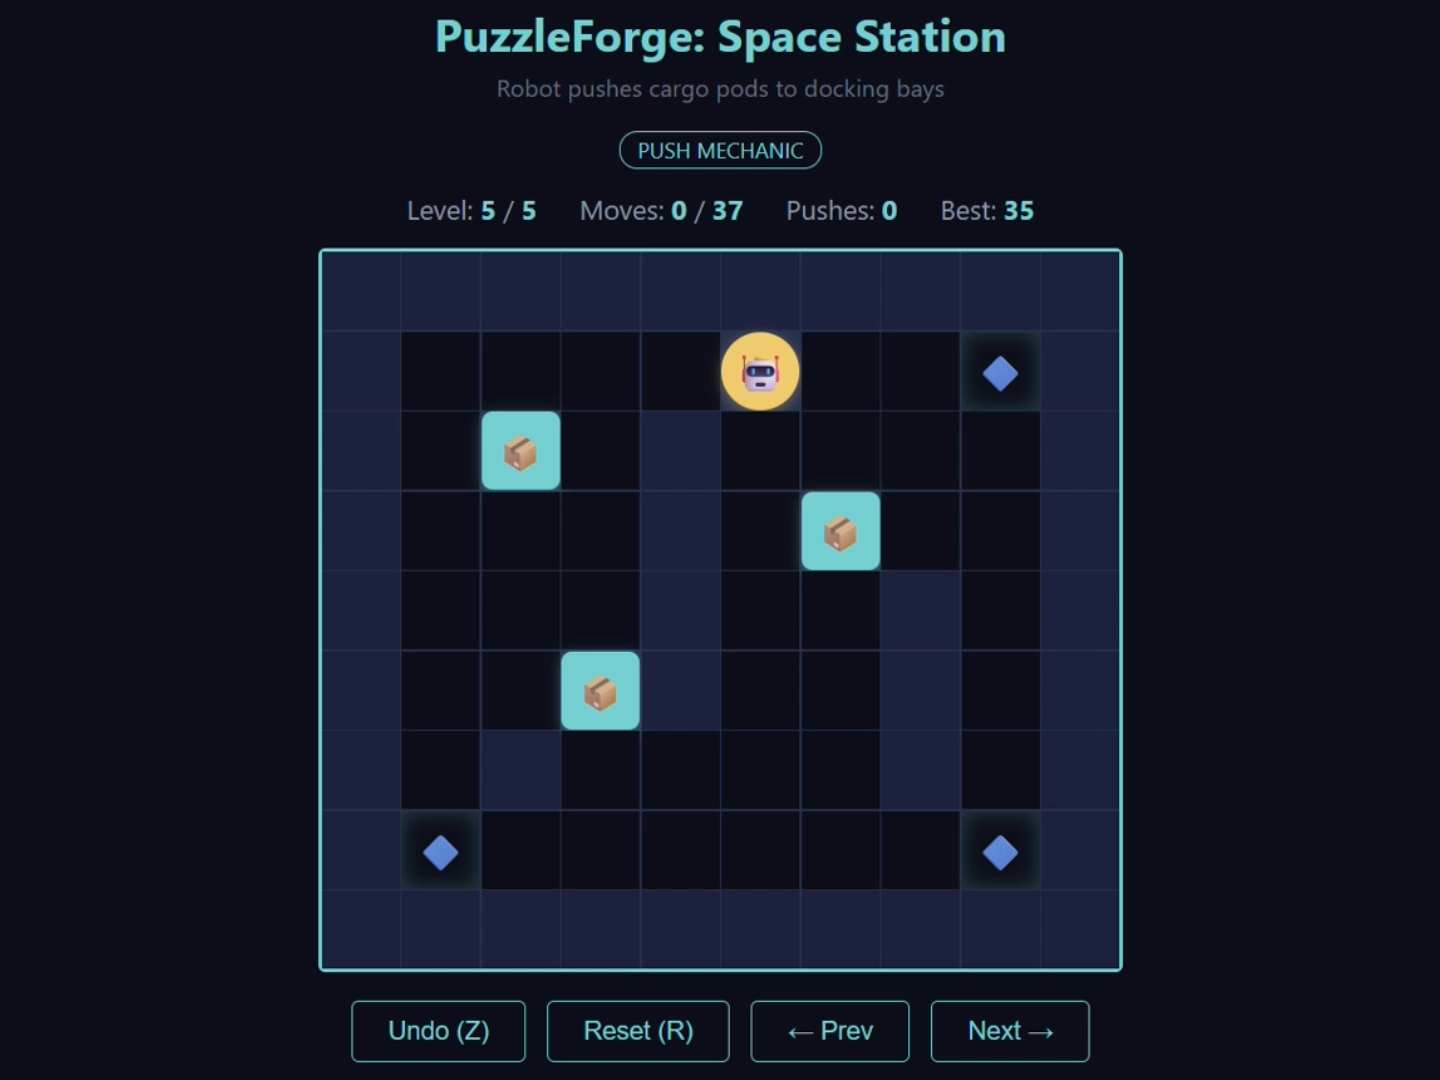 PuzzleForge: Space Station
Robot pushes cargo pods to docking bays
PUSH MECHANIC
Level: 5 / 5 Moves: 0 / 37 Pushes: 0 Best: 35
Undo (Z) Reset (R) ← Prev Next →